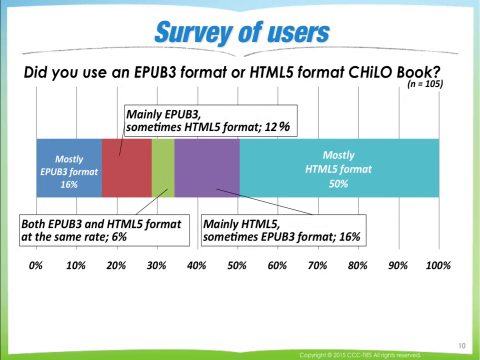 Survey of users
Did you use an EPUB3 format or HTML5 format CHiLO Book?
(n = 105)
Mainly EPUB3,
sometimes HTML5 format; 12%
Mostly
EPUB3 format
16%
Mostly
HTML5 format
50%
Both EPUB3 and HTML5 format
at the same rate; 6%
Mainly HTML5,
sometimes EPUB3 format; 16%
0% 10% 20% 30% 40% 50% 60% 70% 80% 90% 100%
10
Copyright © 2015 CCC-TIES All rights reserved.